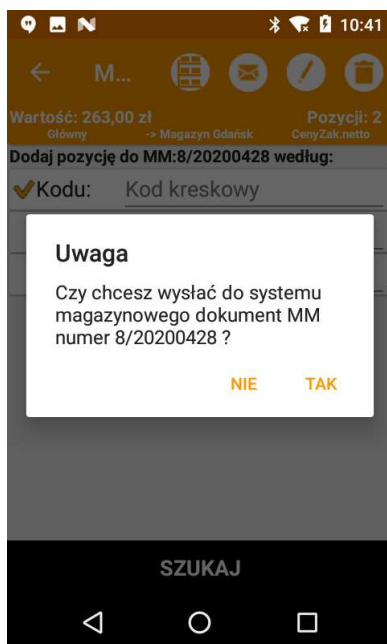 10:41
M...
Wartość: 263,00 zł Pozycji: 2
Główny -> Magazyn Gdańsk CenyZak.netto
Dodaj pozycję do MM:8/20200428 według:
Kodu: Kod kreskowy
Uwaga
Czy chcesz wysłać do systemu
magazynowego dokument MM
numer 8/20200428 ?
NIE TAK
SZUKAJ